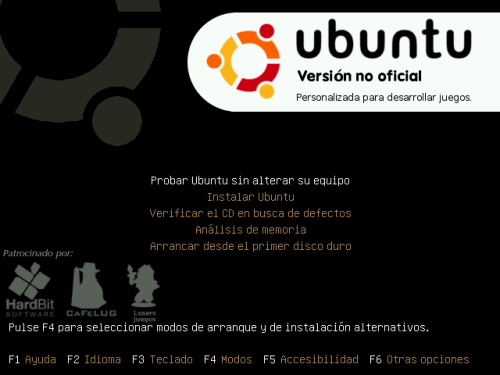 ubuntu
Versión no oficial
Personalizada para desarrollar juegos.
Probar Ubuntu sin alterar su equipo
Instalar Ubuntu
Verificar el CD en busca de defectos
Análisis de memoria
Arrancar desde el primer disco duro
Patrocinado por:
HardBit
SOFTWARE
CAFELUG
Losers
Juegos
Pulse F4 para seleccionar modos de arranque y de instalación alternativos.
F1 Ayuda F2 Idioma F3 Teclado F4 Modos F5 Accesibilidad F6 Otras opciones